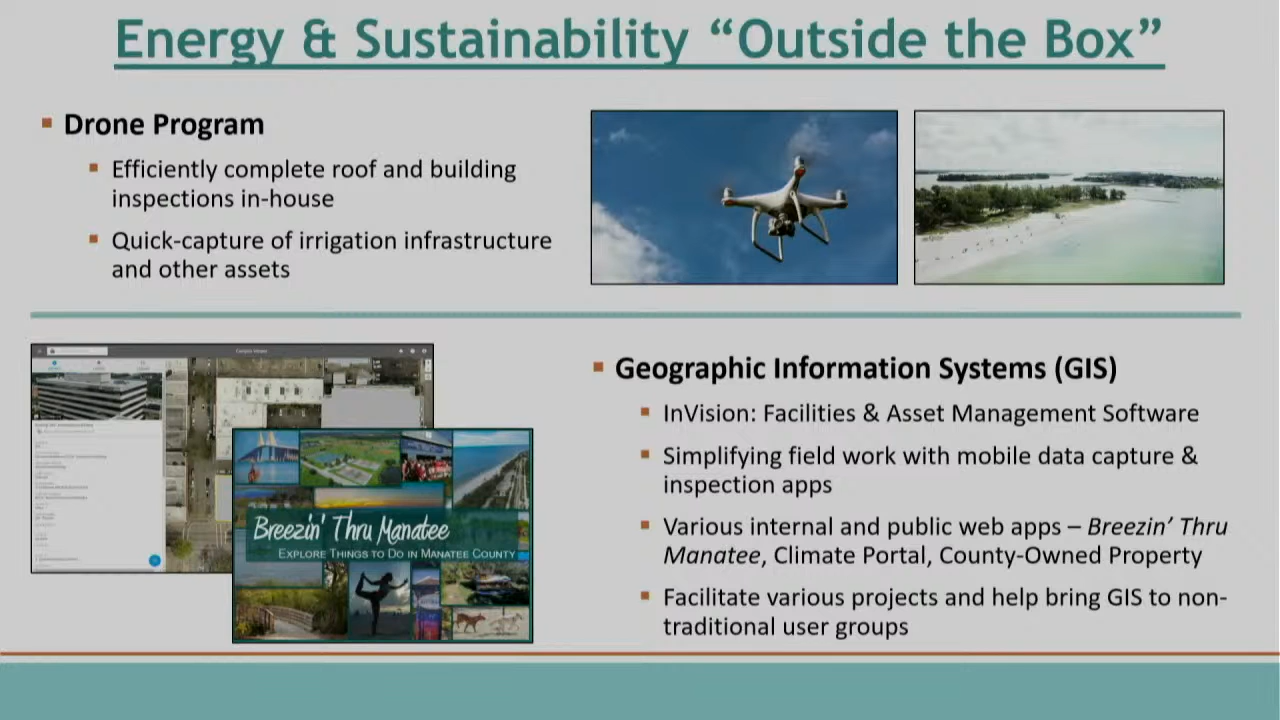 Energy & Sustainability “Outside the Box”
Drone Program
Efficiently complete roof and building
inspections in-house
Quick-capture of irrigation infrastructure
and other assets
Geographic Information Systems (GIS)
InVision: Facilities & Asset Management Software
Simplifying field work with mobile data capture &
inspection apps
Various internal and public web apps – Breezin’ Thru
Manatee, Climate Portal, County-Owned Property
Facilitate various projects and help bring GIS to non-
traditional user groups
Breezin' Thru Manatee
Explore Things to Do in Manatee County